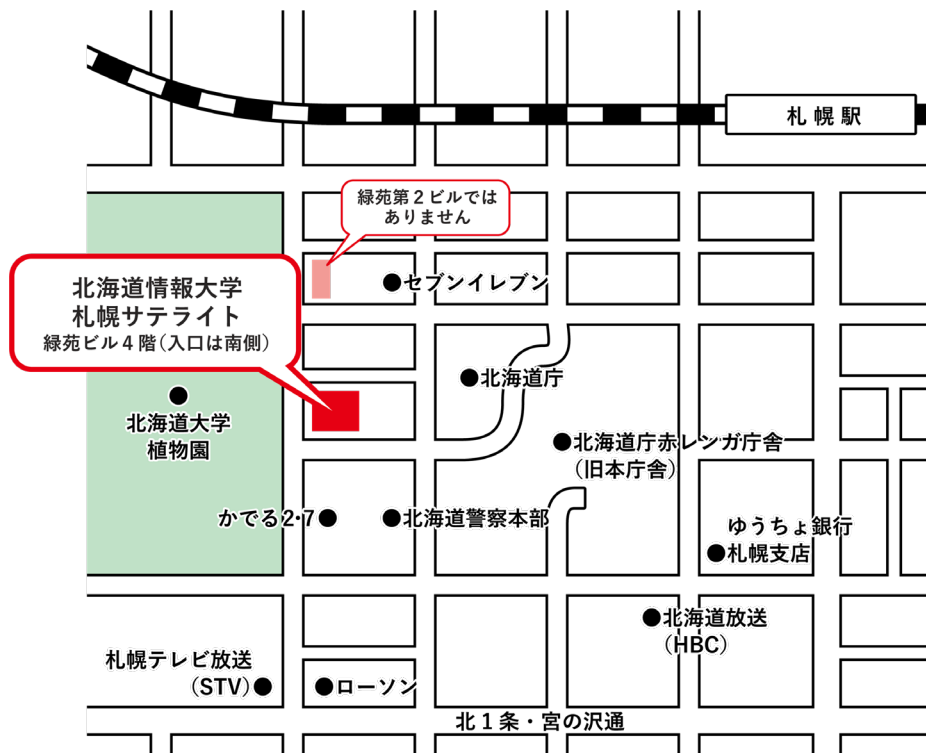 札幌駅
緑苑第2ビルでは
ありません
セブンイレブン
北海道情報大学
札幌サテライト
緑苑ビル4階(入口は南側)
北海道庁
北海道大学
植物園
北海道庁赤レンガ庁舎
(旧本庁舎)
かでる2・7
北海道警察本部
ゆうちょ銀行
札幌支店
北海道放送
(HBC)
札幌テレビ放送
(STV)
ローソン
北1条・宮の沢通